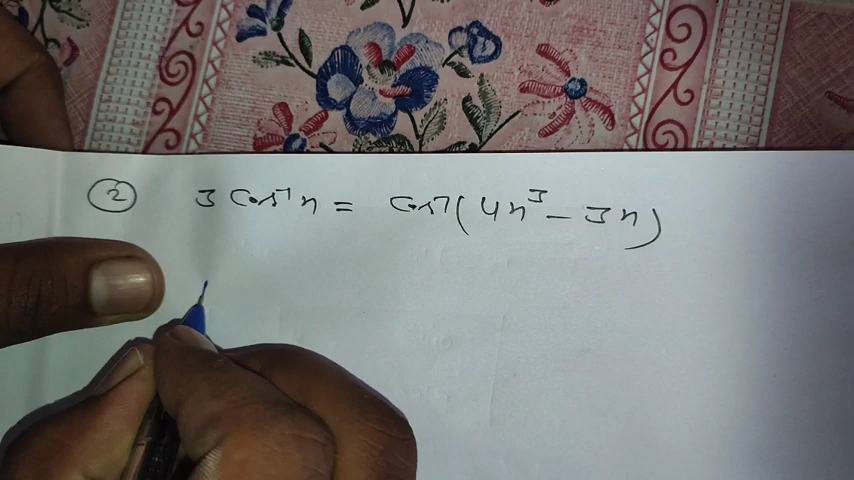 ② 3 cos⁻¹x = cos⁻¹(4x³ - 3x)